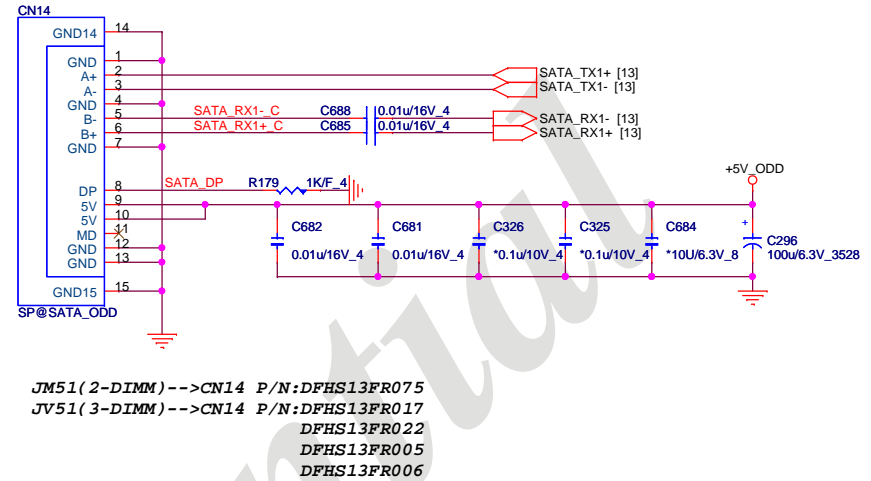 CN14
GND14 14
GND 1
A+ 2 SATA_TX1+ [13]
A- 3 SATA_TX1- [13]
GND 4
B- 5 SATA_RX1-_C C688 0.01u/16V_4 SATA_RX1- [13]
B+ 6 SATA_RX1+_C C685 0.01u/16V_4 SATA_RX1+ [13]
GND 7
+5V_ODD
DP 8 SATA_DP R179 1K/F_4
5V 9
5V 10
MD 11
GND 12
GND 13
C682 C681 C326 C325 C684 + C296
0.01u/16V_4 0.01u/16V_4 *0.1u/10V_4 *0.1u/10V_4 *10U/6.3V_8 100u/6.3V_3528
GND15 15
SP@SATA_ODD
JM51(2-DIMM)-->CN14 P/N:DFHS13FR075
JV51(3-DIMM)-->CN14 P/N:DFHS13FR017
DFHS13FR022
DFHS13FR005
DFHS13FR006